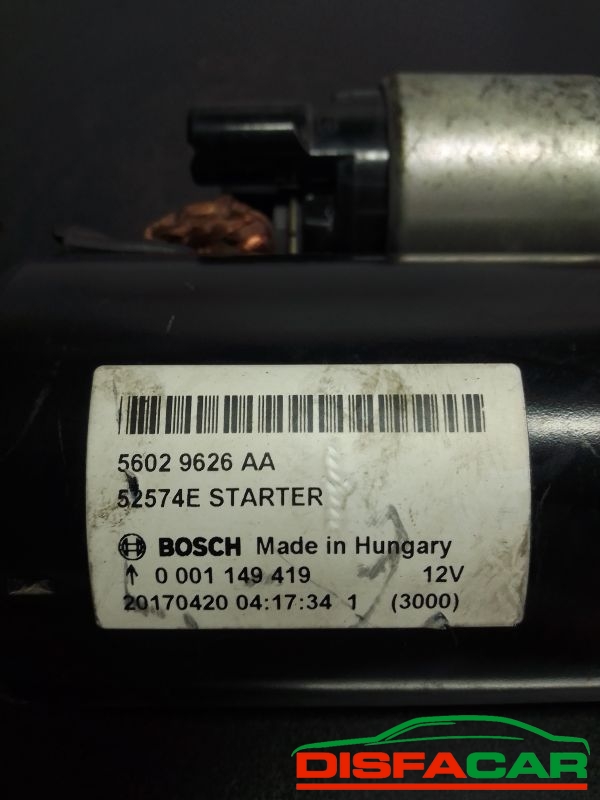 5602 9626 AA
52574E STARTER
BOSCH Made in Hungary
↑ 0 001 149 419 12V
20170420 04:17:34 1 (3000)
DISFACAR